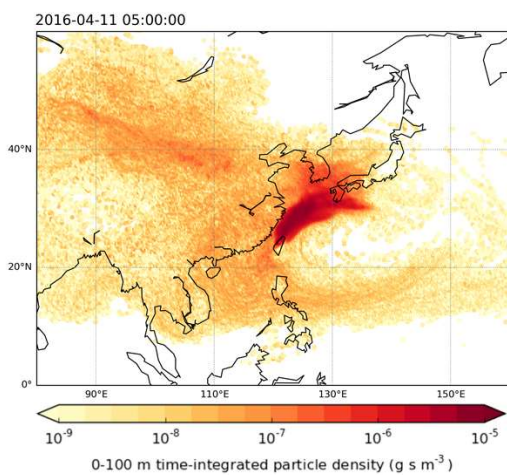 2016-04-11 05:00:00
40°N
20°N
0°
90°E 110°E 130°E 150°E
10⁻⁹ 10⁻⁸ 10⁻⁷ 10⁻⁶ 10⁻⁵
0-100 m time-integrated particle density (g s m⁻³)